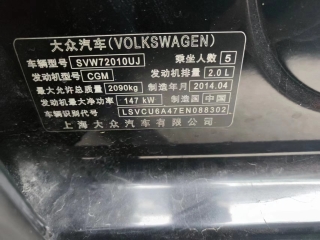 大众汽车(VOLKSWAGEN)
车辆型号 SVW72010UJ 乘坐人数 5
发动机型号 CGM 发动机排量 2.0 L
最大允许总质量 2090kg 制造年月 2014.04
发动机最大净功率 147 kW 制造国 中国
车辆识别代号 LSVCU6A47EN088302
上海大众汽车有限公司